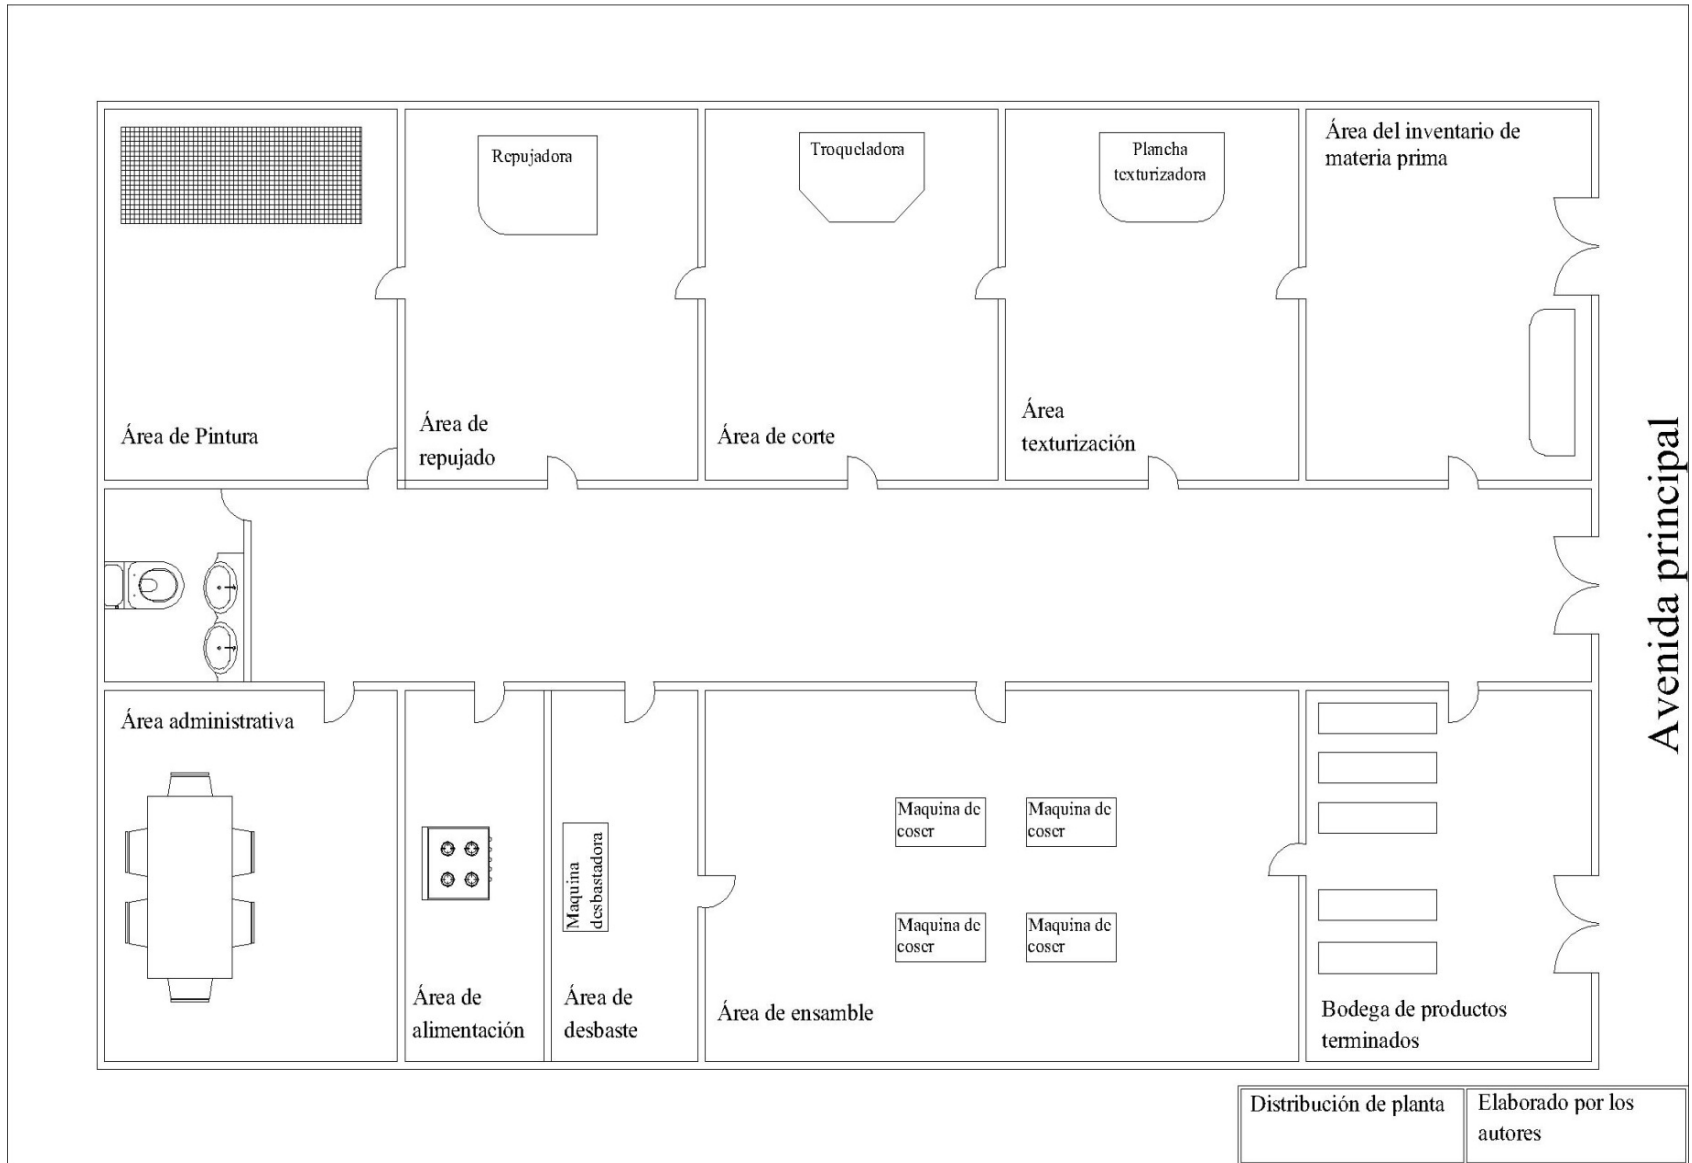 Repujadora
Troqueladora
Plancha
texturizadora
Área del inventario de
materia prima
Área de Pintura
Área de
repujado
Área de corte
Área
texturización
Avenida principal
Área administrativa
Área de
alimentación
Maquina
desbastadora
Área de
desbaste
Maquina de
coser
Maquina de
coser
Maquina de
coser
Maquina de
coser
Área de ensamble
Bodega de productos
terminados
Distribución de planta
Elaborado por los
autores